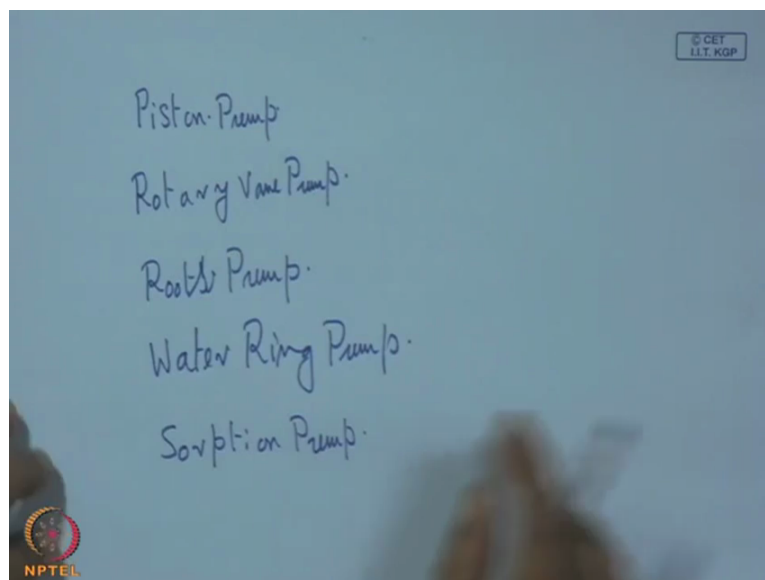 © CET
I.I.T. KGP
Piston Pump
Rotary Vane Pump.
Roots Pump.
Water Ring Pump.
Sorption Pump.
NPTEL